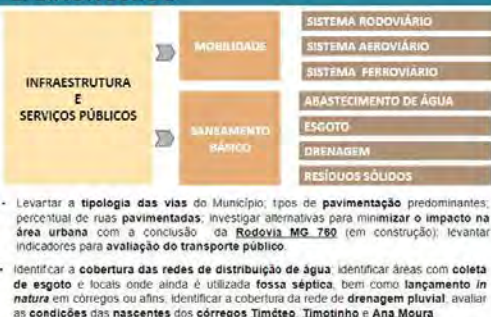 INFRAESTRUTURA
E
SERVIÇOS PÚBLICOS
MOBILIDADE
SISTEMA RODOVIÁRIO
SISTEMA AEROVIÁRIO
SISTEMA FERROVIÁRIO
SANEAMENTO
BÁSICO
ABASTECIMENTO DE ÁGUA
ESGOTO
DRENAGEM
RESÍDUOS SÓLIDOS
- Levantar a tipologia das vias do Município; tipos de pavimentação predominantes;
percentual de ruas pavimentadas; investigar alternativas para minimizar o impacto na
área urbana com a conclusão da Rodovia MG 760 (em construção); levantar
indicadores para avaliação do transporte público.
- Identificar a cobertura das redes de distribuição de água; identificar áreas com coleta
de esgoto e locais onde ainda é utilizada fossa séptica, bem como lançamento in
natura em córregos ou afins. Identificar a cobertura da rede de drenagem pluvial, avaliar
as condições das nascentes dos córregos Timóteo, Timotinho e Ana Moura